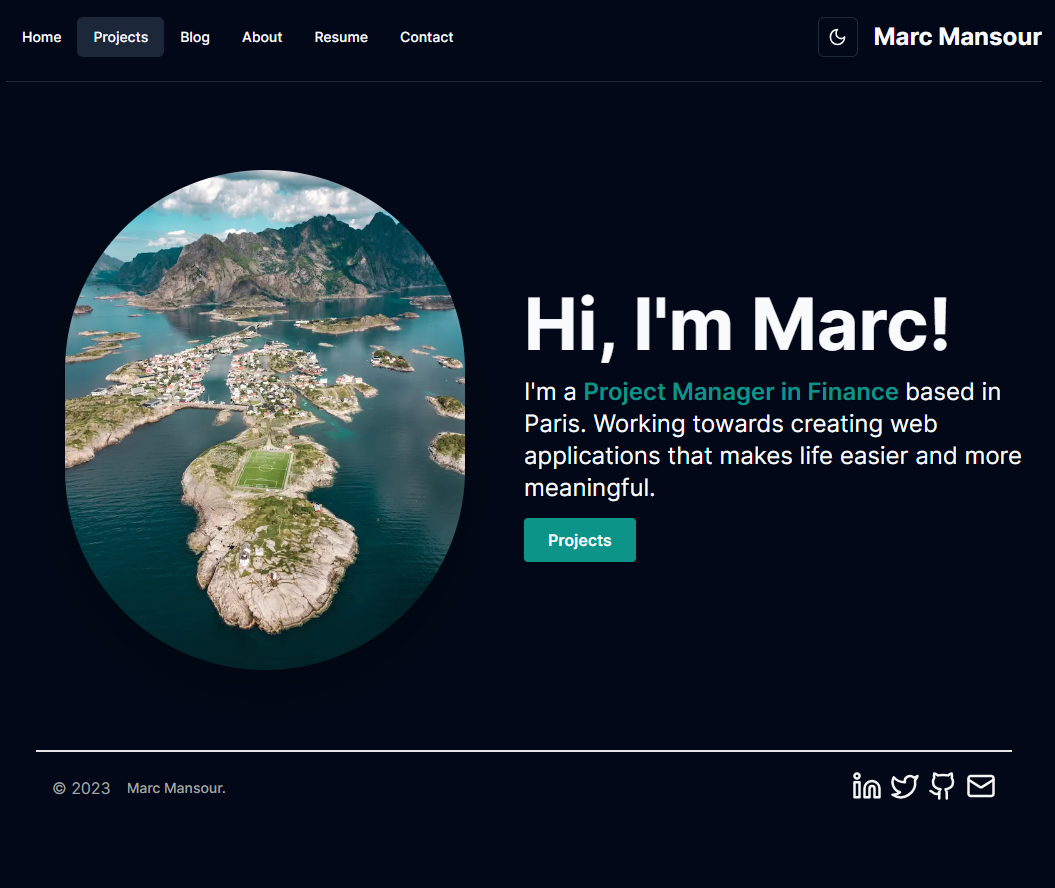 Home Projects Blog About Resume Contact Marc Mansour
Hi, I'm Marc!
I'm a Project Manager in Finance based in
Paris. Working towards creating web
applications that makes life easier and more
meaningful.
Projects
© 2023 Marc Mansour.